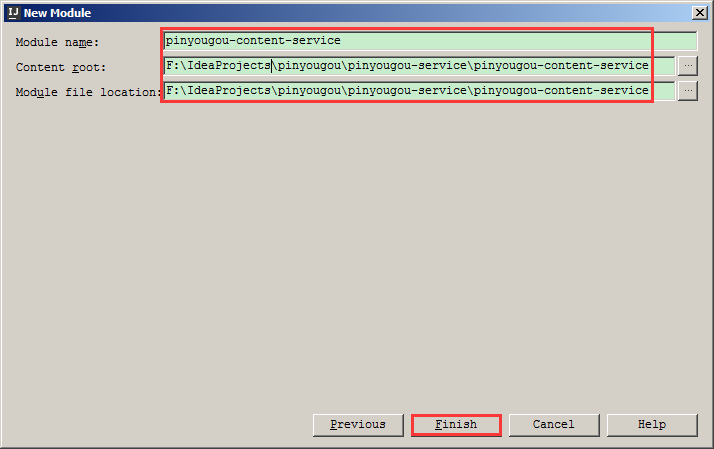 IJ New Module
Module name: pinyougou-content-service
Content root: F:\IdeaProjects\pinyougou\pinyougou-service\pinyougou-content-service ...
Module file location: F:\IdeaProjects\pinyougou\pinyougou-service\pinyougou-content-service ...
Previous Finish Cancel Help